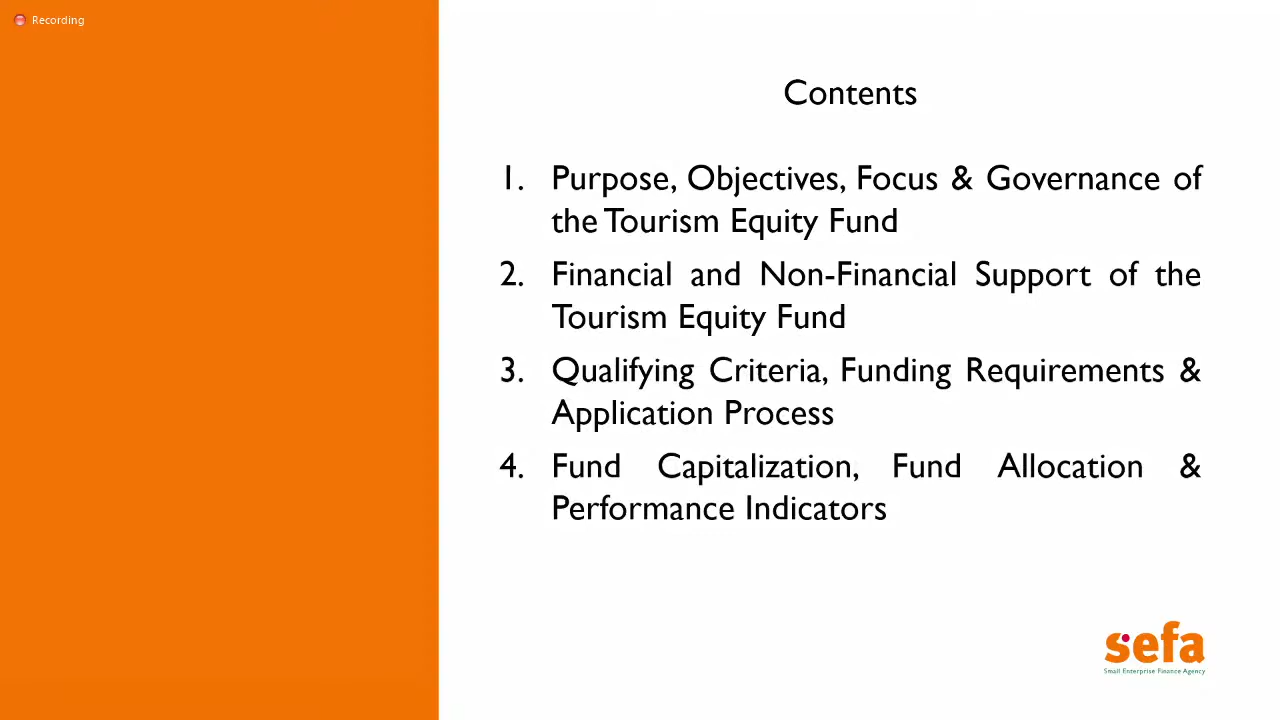 Recording
Contents
1. Purpose, Objectives, Focus & Governance of
the Tourism Equity Fund
2. Financial and Non-Financial Support of the
Tourism Equity Fund
3. Qualifying Criteria, Funding Requirements &
Application Process
4. Fund Capitalization, Fund Allocation &
Performance Indicators
sefa
Small Enterprise Finance Agency